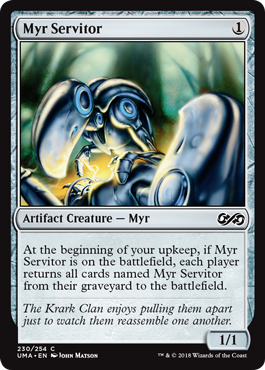 Myr Servitor 1
Artifact Creature — Myr
At the beginning of your upkeep, if Myr
Servitor is on the battlefield, each player
returns all cards named Myr Servitor
from their graveyard to the battlefield.
The Krark Clan enjoys pulling them apart
just to watch them reassemble one another.
1/1
230/254 C
UMA • EN JOHN MATSON
™ & © 2018 Wizards of the Coast